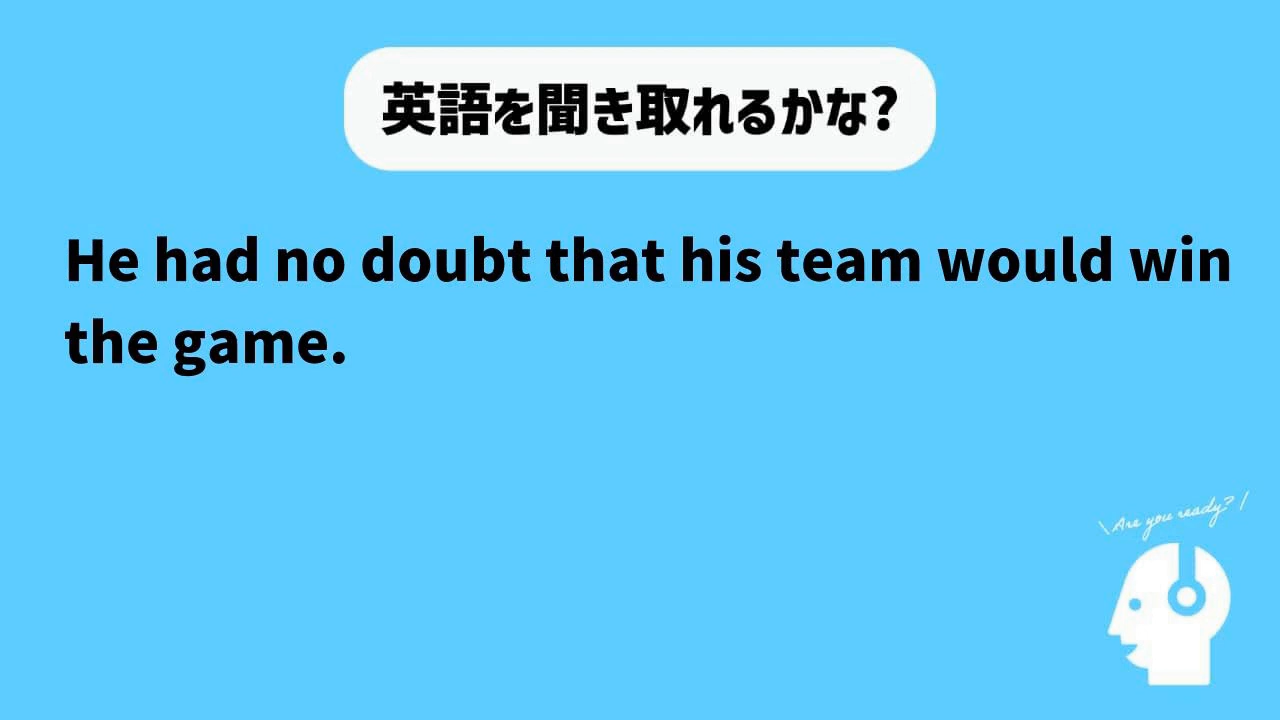 英語を聞き取れるかな?
He had no doubt that his team would win
the game.
\ Are you ready? /